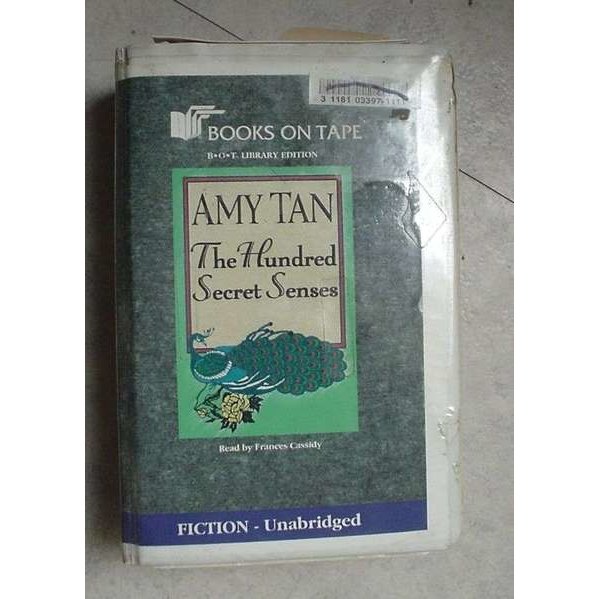 BOOKS ON TAPE
B•O•T LIBRARY EDITION
AMY TAN
The Hundred
Secret Senses
Read by Frances Cassidy
FICTION - Unabridged